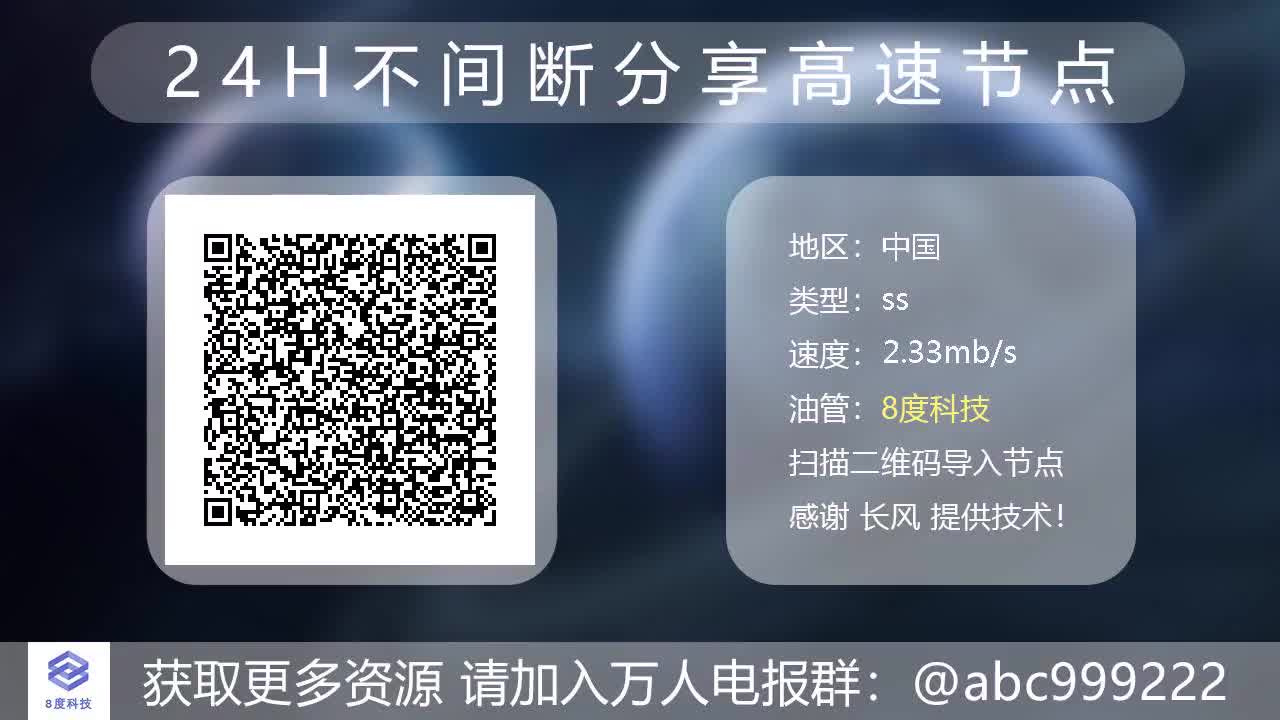 24H不间断分享高速节点
地区：中国
类型：ss
速度：2.33mb/s
油管：8度科技
扫描二维码导入节点
感谢 长风 提供技术！
8度科技
获取更多资源 请加入万人电报群：@abc999222